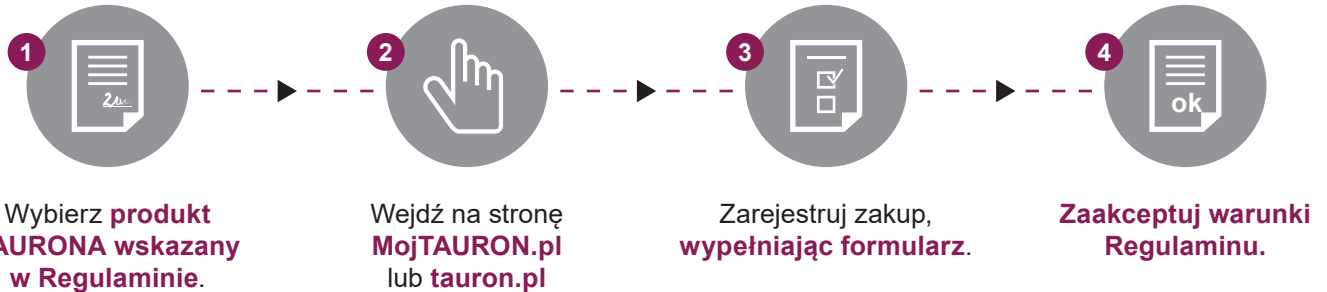 1
2
3
4
ok
Wybierz produkt
AURONA wskazany
w Regulaminie.
Wejdź na stronę
MojTAURON.pl
lub tauron.pl
Zarejestruj zakup,
wypełniając formularz.
Zaakceptuj warunki
Regulaminu.